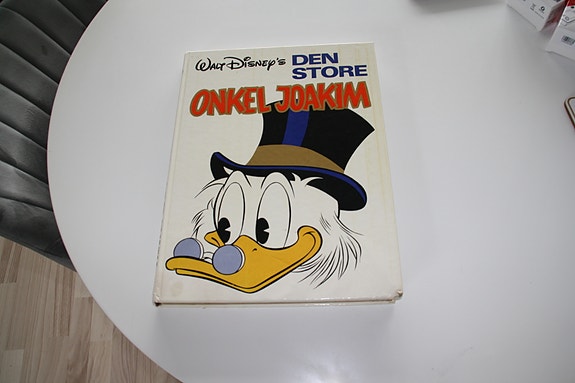 Walt Disney's DEN
STORE
ONKEL JOAKIM